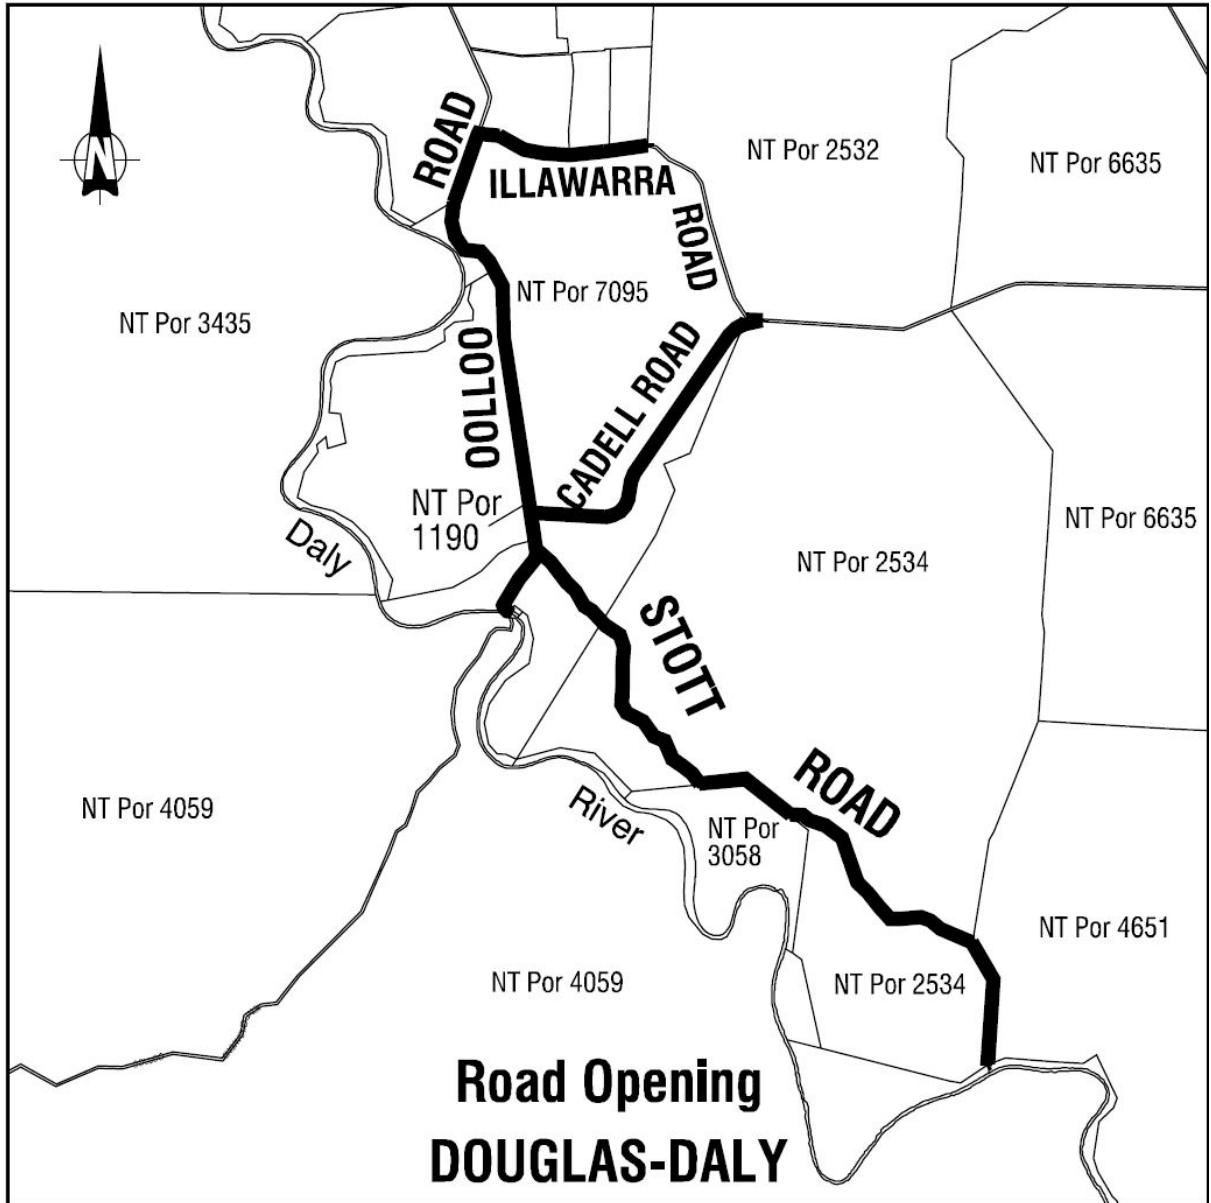 N
ROAD
ILLAWARRA
ROAD
NT Por 2532
NT Por 6635
NT Por 7095
NT Por 3435
OOLLOO
CADELL ROAD
NT Por
1190
NT Por 6635
Daly
NT Por 2534
STOTT
ROAD
NT Por 4059
River
NT Por
3058
NT Por 4651
NT Por 4059
NT Por 2534
Road Opening
DOUGLAS-DALY